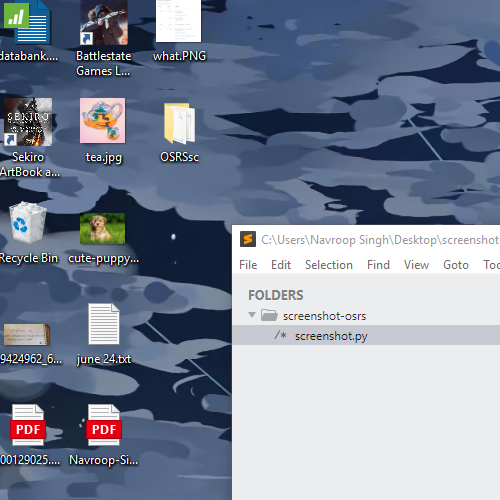 databank....
Battlestate
Games L...
what.PNG
SEKIRO
Sekiro
ArtBook a...
tea.jpg
OSRSsc
Recycle Bin
cute-puppy,...
9424962_6...
june 24.txt
PDF
00129025....
PDF
Navroop-Si...
C:\Users\Navroop Singh\Desktop\screenshot
File Edit Selection Find View Goto Too
FOLDERS
screenshot-osrs
/* screenshot.py